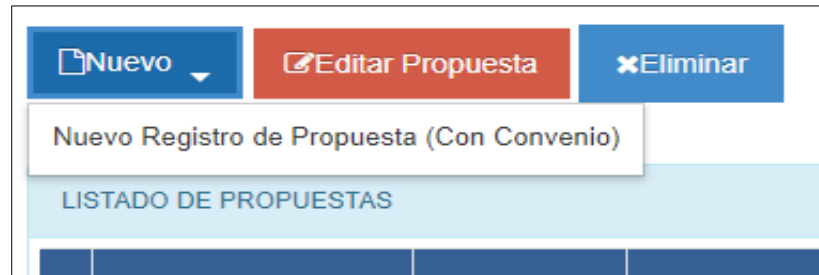 Nuevo Editar Propuesta Eliminar
Nuevo Registro de Propuesta (Con Convenio)
LISTADO DE PROPUESTAS